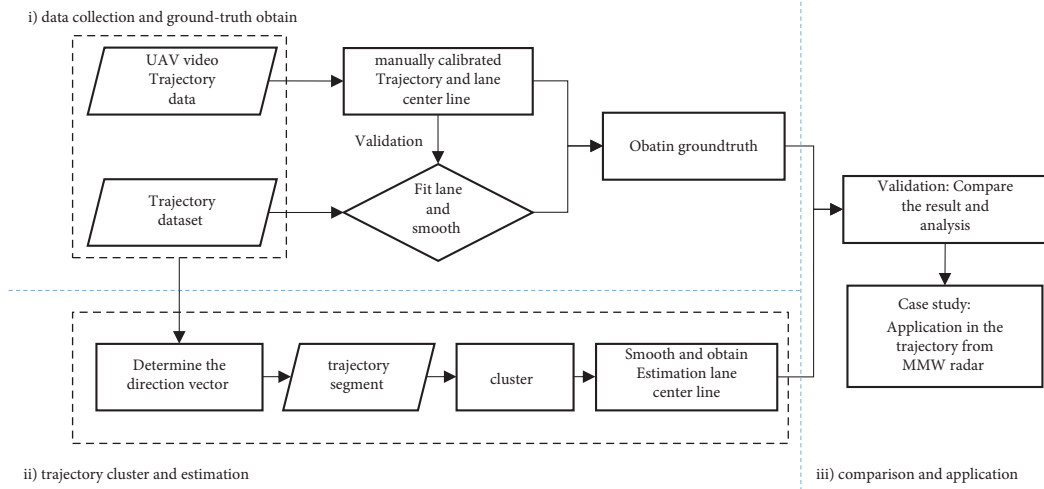 i) data collection and ground-truth obtain
UAV video
Trajectory
data
manually calibrated
Trajectory and lane
center line
Validation
Trajectory
dataset
Fit lane
and
smooth
Obatin groundtruth
Determine the
direction vector
trajectory
segment
cluster
Smooth and obtain
Estimation lane
center line
ii) trajectory cluster and estimation
Validation: Compare
the result and
analysis
Case study:
Application in the
trajectory from
MMW radar
iii) comparison and application